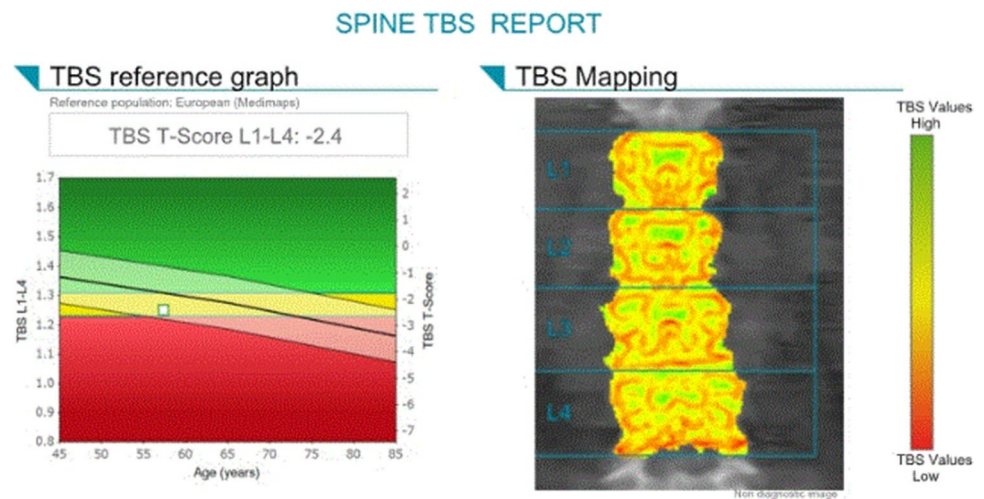 SPINE TBS REPORT
TBS reference graph
Reference population: European (Medimaps)
TBS T-Score L1-L4: -2.4
1.7
1.6
1.5
1.4
1.3
1.2
1.1
1.0
0.9
0.8
TBS L1-L4
2
1
0
-1
-2
-3
-4
-5
-6
-7
TBS T-Score
45
50
55
60
65
70
75
80
85
Age (years)
TBS Mapping
L1
L2
L3
L4
Non diagnostic image
TBS Values
High
TBS Values
Low